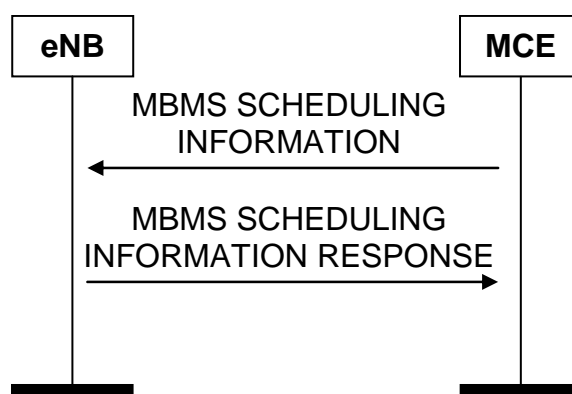 eNB
MCE
MBMS SCHEDULING
INFORMATION
MBMS SCHEDULING
INFORMATION RESPONSE